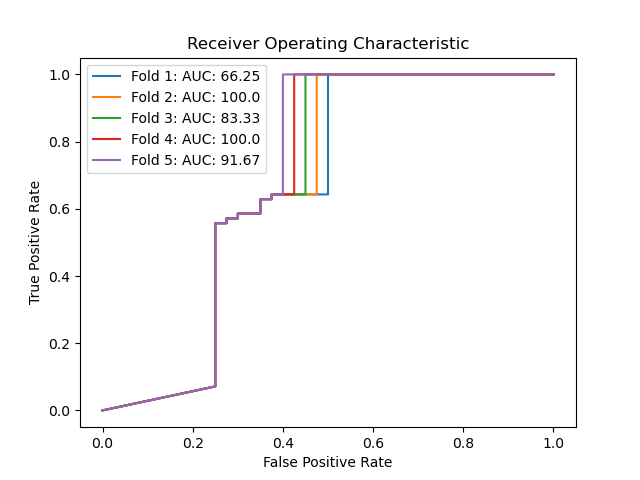 Receiver Operating Characteristic
Fold 1: AUC: 66.25
Fold 2: AUC: 100.0
Fold 3: AUC: 83.33
Fold 4: AUC: 100.0
Fold 5: AUC: 91.67
True Positive Rate
1.0
0.8
0.6
0.4
0.2
0.0
0.0 0.2 0.4 0.6 0.8 1.0
False Positive Rate